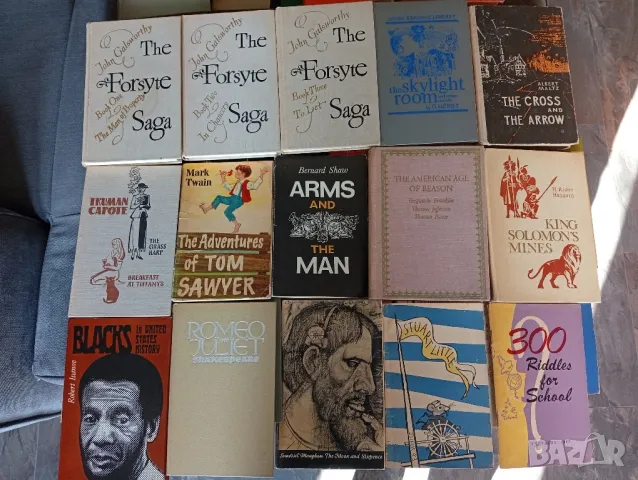 John Galsworthy
The
Forsyte
Book One
The Man of Property
Saga
John Galsworthy
The
Forsyte
Book Two
In Chancery
Saga
John Galsworthy
The
Forsyte
Book Three
To Let
Saga
the
skylight
room
by O. HENRY
ALBERT
MALTZ
THE CROSS
AND
THE ARROW
TRUMAN
CAPOTE
THE
GRASS
HARP
BREAKFAST
AT TIFFANY'S
Mark
Twain
The Adventures
of TOM
SAWYER
Bernard Shaw
ARMS
AND
THE
MAN
THE AMERICAN AGE
OF REASON
Benjamin Franklin
Thomas Jefferson
Thomas Paine
H. Rider
Haggard
KING
SOLOMON'S
MINES
BLACKS
IN UNITED
STATES
HISTORY
Robert
ROMEO
JULIET
shakespeare
Somerset Maugham The Moon and Sixpence
STUART LITTLE
300
Riddles
for
School
BAZAR